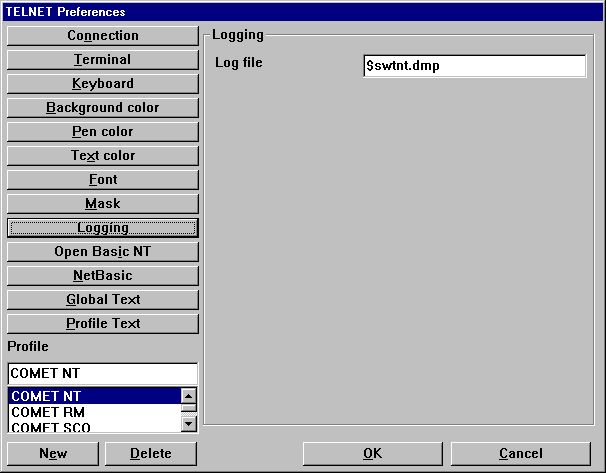 TELNET Preferences
Connection
Terminal
Keyboard
Background color
Pen color
Text color
Font
Mask
Logging
Open Basic NT
NetBasic
Global Text
Profile Text
Profile
COMET NT
COMET NT
COMET RM
COMET SCO
New
Delete
Logging
Log file
$swtnt.dmp
OK
Cancel